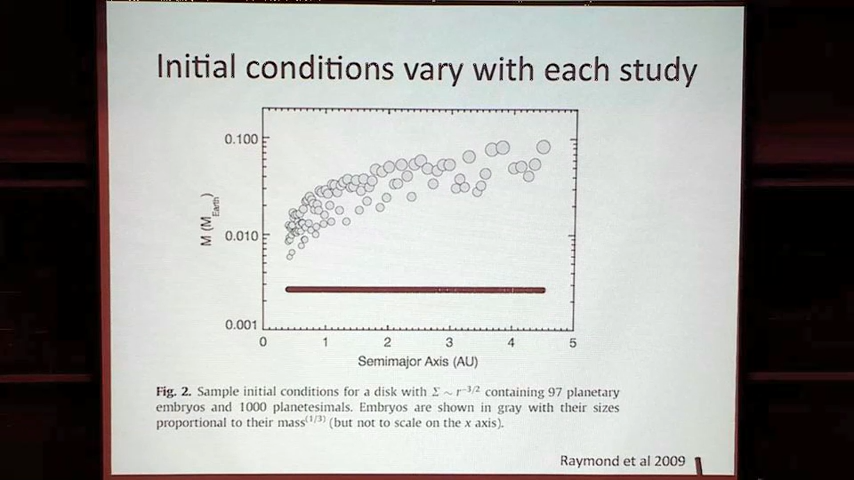 Initial conditions vary with each study
0.100
0.010
0.001
M (M Earth)
0 1 2 3 4 5
Semimajor Axis (AU)
Fig. 2. Sample initial conditions for a disk with Σ ~ r^-3/2 containing 97 planetary
embryos and 1000 planetesimals. Embryos are shown in gray with their sizes
proportional to their mass^(1/3) (but not to scale on the x axis).
Raymond et al 2009